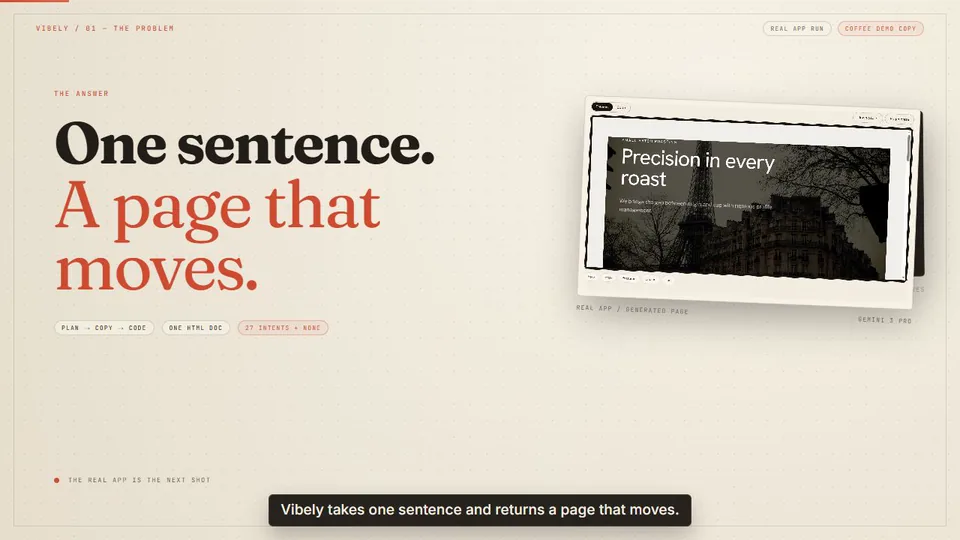 VIBELY / 01 — THE PROBLEM
REAL APP RUN
COFFEE DEMO COPY
THE ANSWER
One sentence.
A page that
moves.
PLAN → COPY → CODE
ONE HTML DOC
27 INTENTS + NONE
Precision in every
roast
REAL APP / GENERATED PAGE
GEMINI 3 PRO
THE REAL APP IS THE NEXT SHOT
Vibely takes one sentence and returns a page that moves.